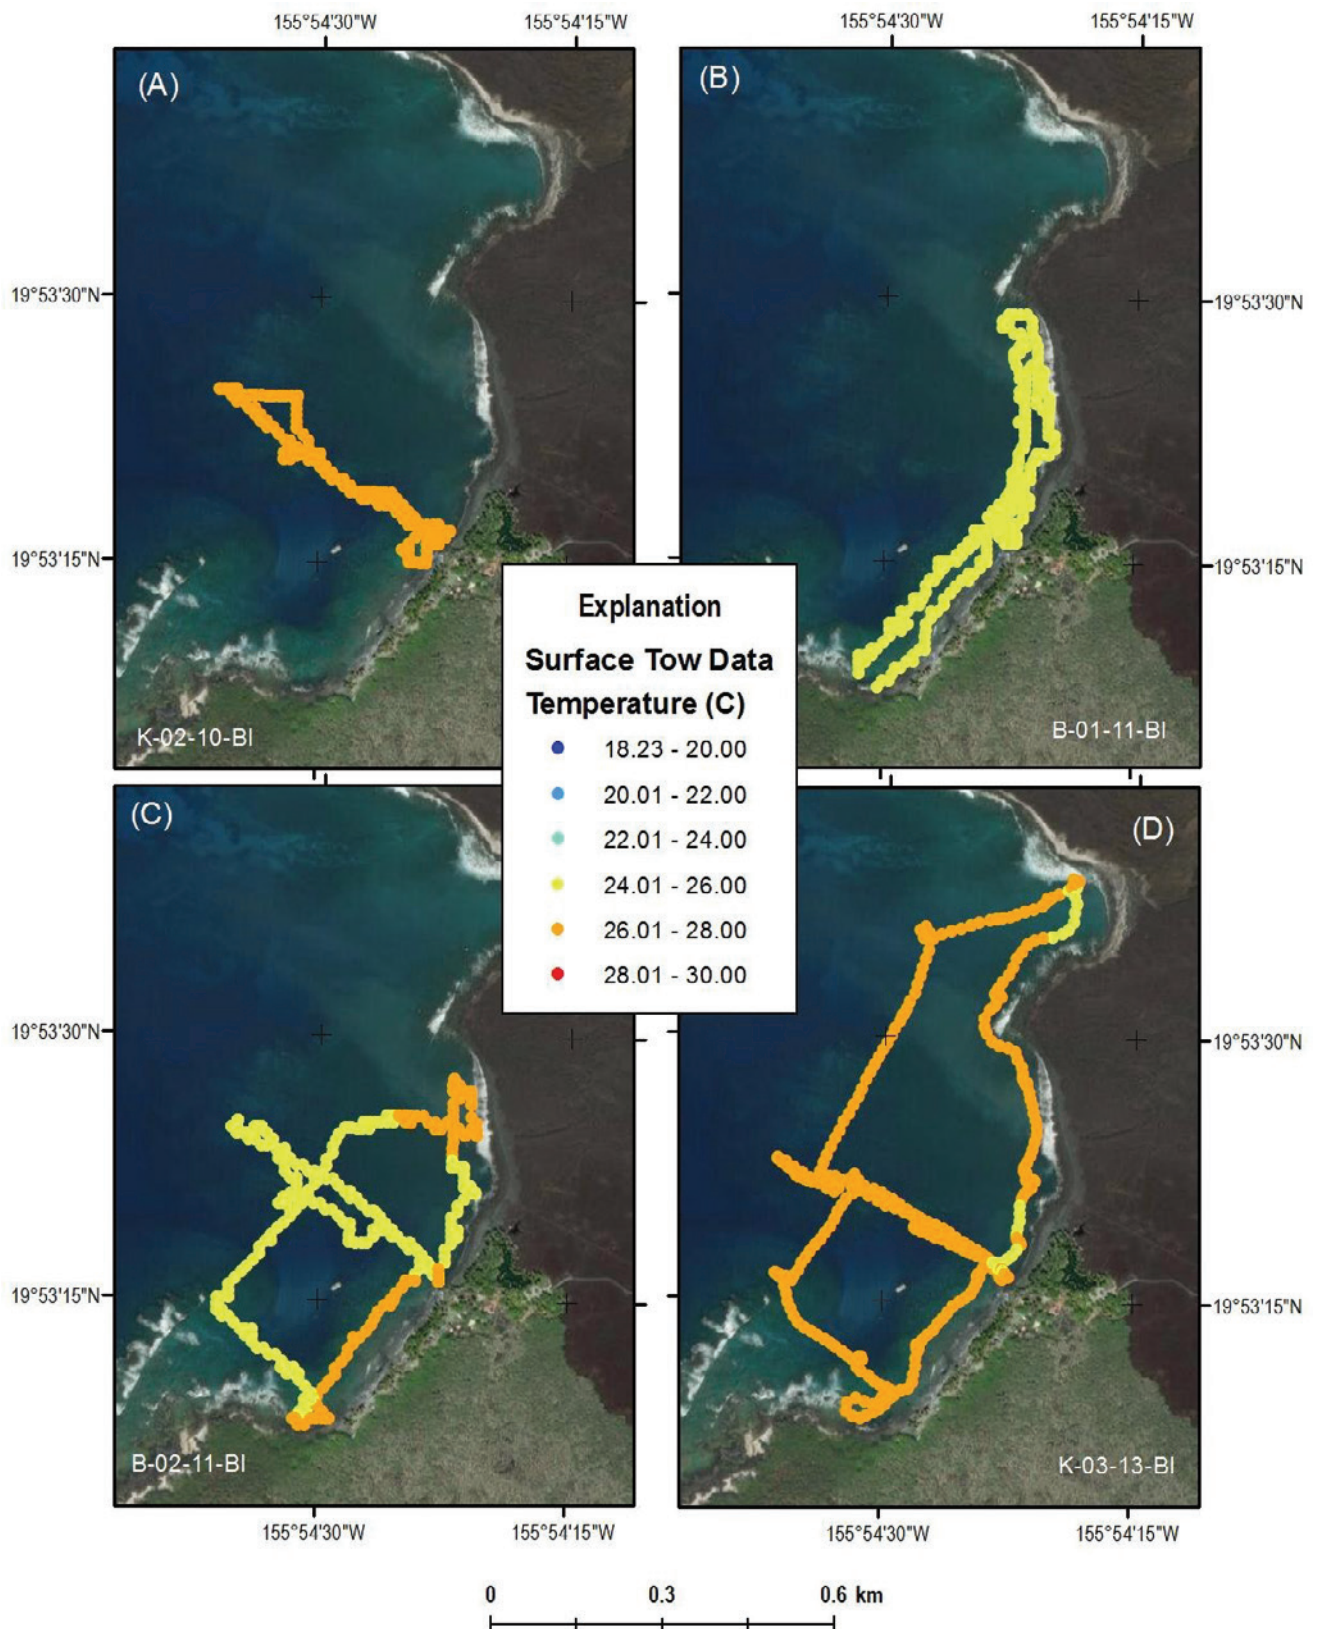 155°54'30"W 155°54'15"W 155°54'30"W 155°54'15"W
(A)
(B)
19°53'30"N
19°53'30"N
19°53'15"N
19°53'15"N
K-02-10-BI
B-01-11-BI
Explanation
Surface Tow Data
Temperature (C)
18.23 - 20.00
20.01 - 22.00
22.01 - 24.00
24.01 - 26.00
26.01 - 28.00
28.01 - 30.00
(C)
(D)
19°53'30"N
19°53'30"N
19°53'15"N
19°53'15"N
B-02-11-BI
K-03-13-BI
155°54'30"W 155°54'15"W 155°54'30"W 155°54'15"W
0 0.3 0.6 km